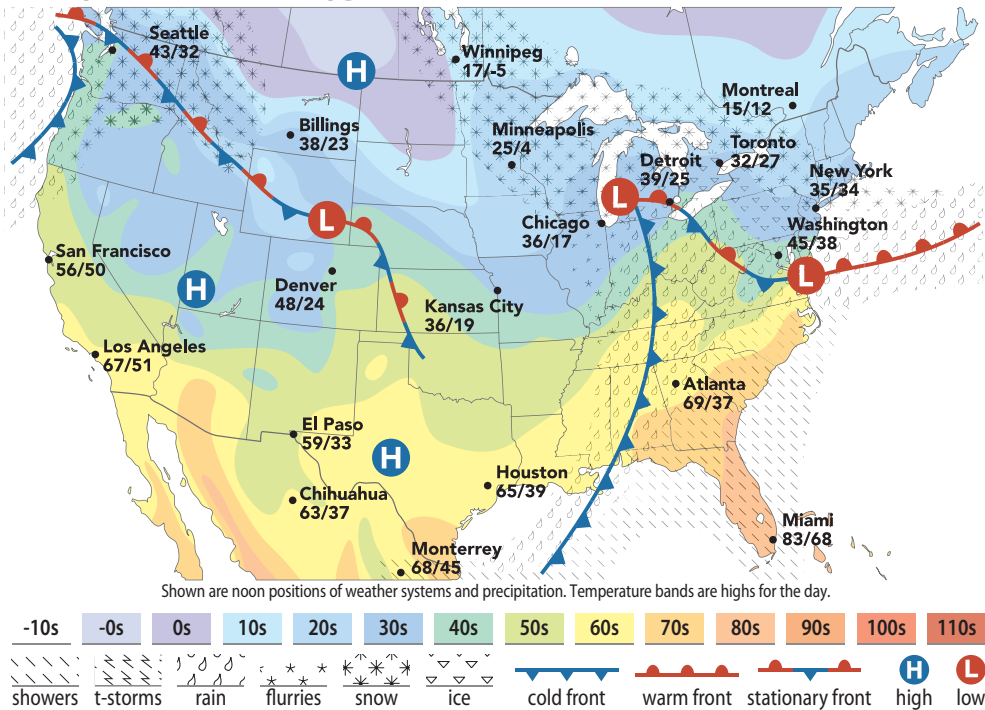 Seattle
43/32
H
Winnipeg
17/-5
Montreal
15/12
Billings
38/23
Minneapolis
25/4
Toronto
32/27
Detroit
39/25
New York
35/34
L
L
Chicago
36/17
Washington
45/38
San Francisco
56/50
H
Denver
48/24
L
Kansas City
36/19
Los Angeles
67/51
Atlanta
69/37
El Paso
59/33
H
Houston
65/39
Chihuahua
63/37
Miami
83/68
Monterrey
68/45
Shown are noon positions of weather systems and precipitation. Temperature bands are highs for the day.
-10s -0s 0s 10s 20s 30s 40s 50s 60s 70s 80s 90s 100s 110s
H L
showers t-storms rain flurries snow ice cold front warm front stationary front high low